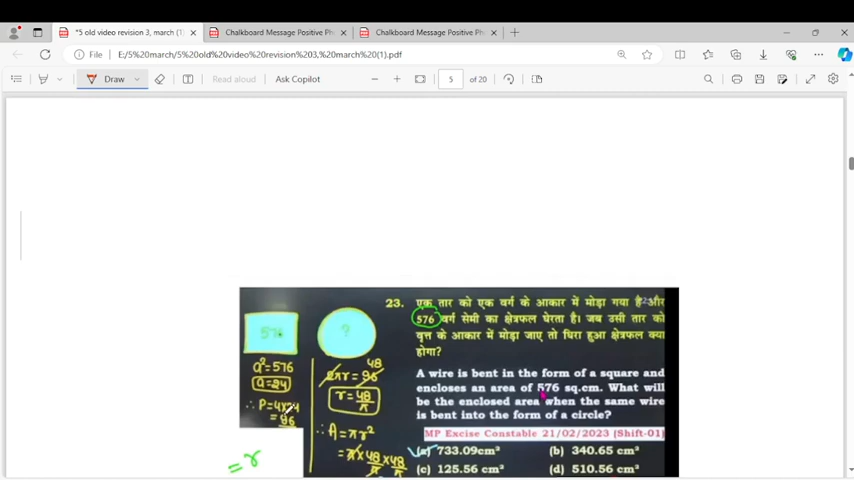 *5 old video revision 3, march (1) × Chalkboard Message Positive Ph × Chalkboard Message Positive Ph × +
File E:/5%20march/5%20old%20video%20revision%203,%20march%20(1).pdf
Draw Read aloud Ask Copilot − + 5 of 20
23. एक तार को एक वर्ग के आकार में मोड़ा गया है और
576 वर्ग सेमी का क्षेत्रफल घेरता है। जब उसी तार को
वृत्त के आकार में मोड़ा जाए तो घिरा हुआ क्षेत्रफल क्या
होगा?
A wire is bent in the form of a square and
encloses an area of 576 sq.cm. What will
be the enclosed area when the same wire
is bent into the form of a circle?
MP Excise Constable 21/02/2023 (Shift-01)
(a) 733.09cm³ (b) 340.65 cm³
(c) 125.56 cm³ (d) 510.56 cm³
576
a²=576
a=24
∴ P=4×24
=96
= r
?
48
2πr=96
r=48/π
∴ A=πr²
=π×48/π×48/π